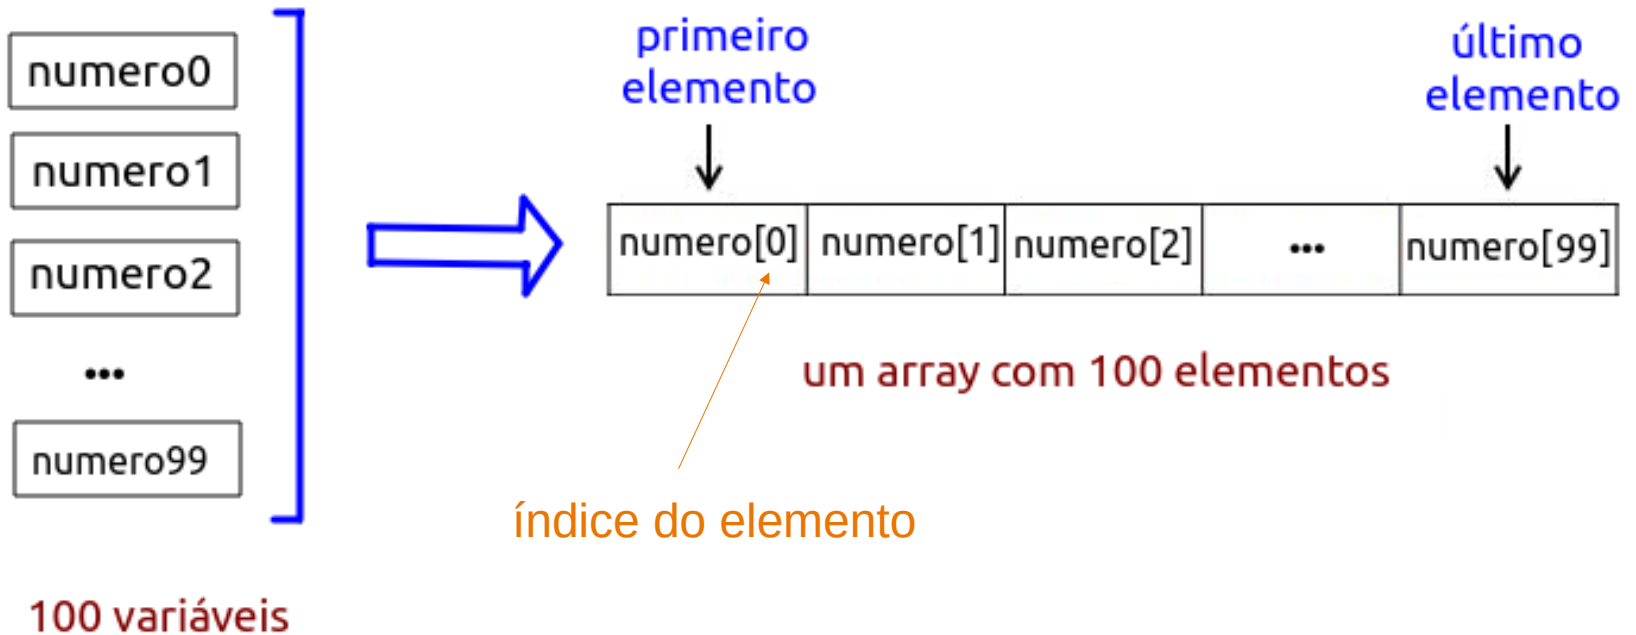 numero0
numero1
numero2
...
numero99
100 variáveis
primeiro
elemento
último
elemento
numero[0] numero[1] numero[2] ... numero[99]
um array com 100 elementos
índice do elemento